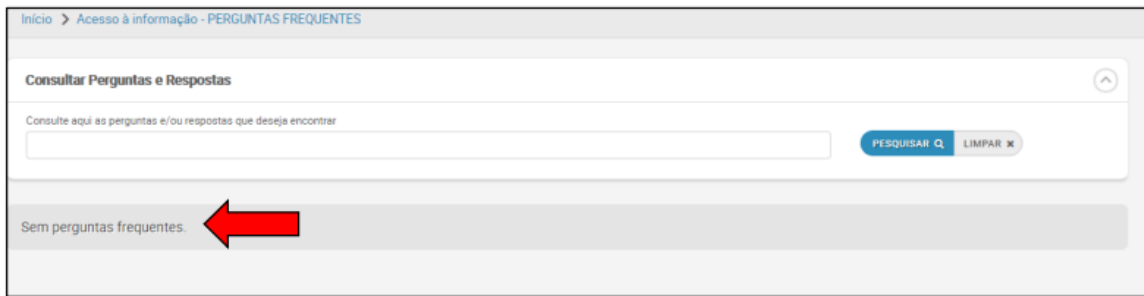 Início > Acesso à informação - PERGUNTAS FREQUENTES
Consultar Perguntas e Respostas
Consulte aqui as perguntas e/ou respostas que deseja encontrar
PESQUISAR LIMPAR
Sem perguntas frequentes.